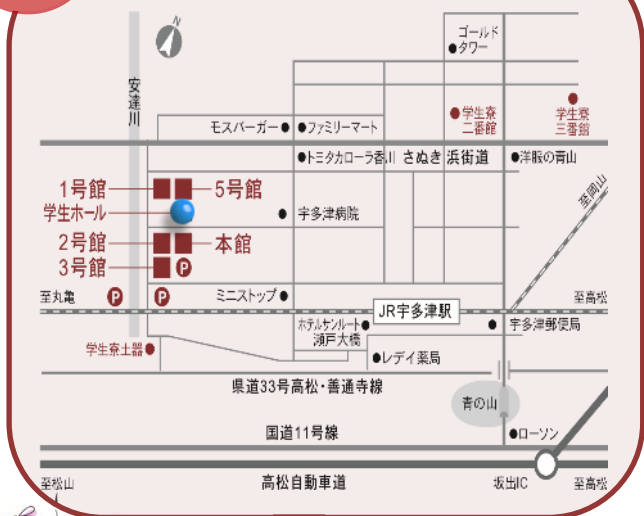 N
ゴールド
タワー
安達川
学生寮
二番館
学生寮
三番館
モスバーガー
ファミリーマート
トミタカローラ香川
さぬき浜街道
洋服の青山
1号館
5号館
至岡山
学生ホール
宇多津病院
2号館
本館
3号館
P
至丸亀
P
P
ミニストップ
JR宇多津駅
至高松
ホテルサンルート
瀬戸大橋
宇多津郵便局
学生寮土器
レデイ薬局
県道33号高松・善通寺線
青の山
国道11号線
ローソン
至松山
高松自動車道
坂出IC
至高松